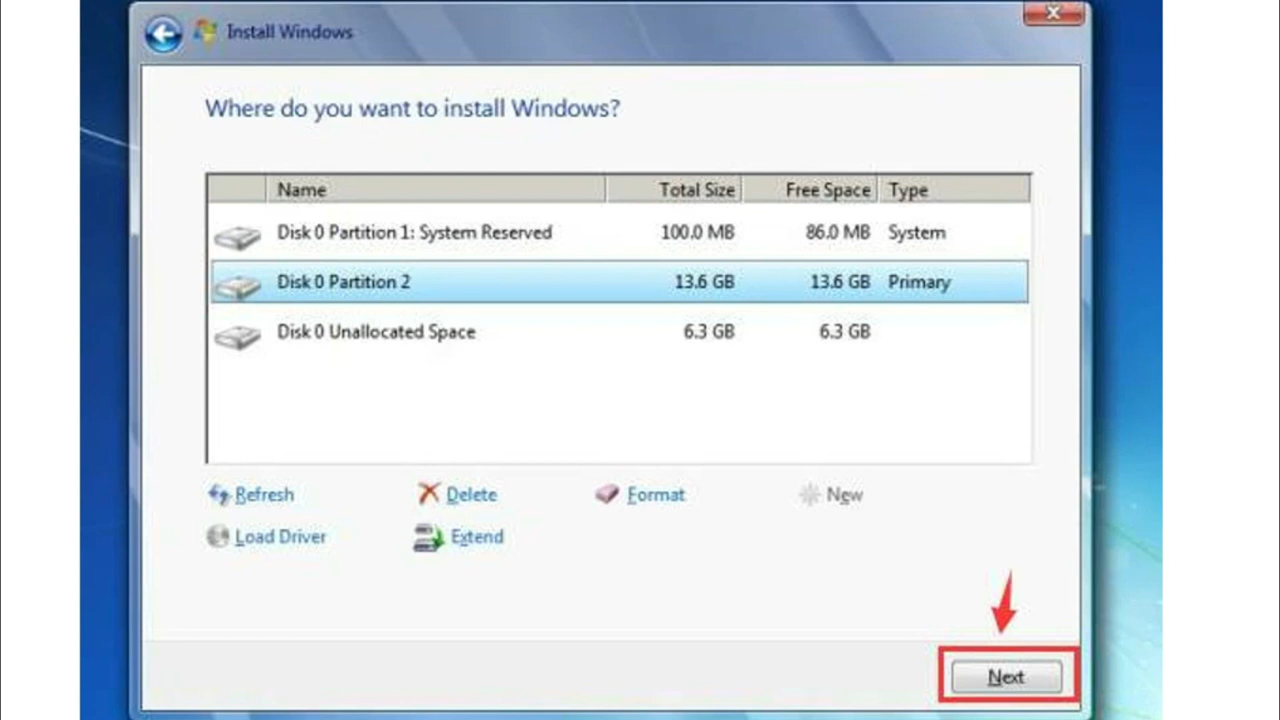 Install Windows
Where do you want to install Windows?
Name Total Size Free Space Type
Disk 0 Partition 1: System Reserved 100.0 MB 86.0 MB System
Disk 0 Partition 2 13.6 GB 13.6 GB Primary
Disk 0 Unallocated Space 6.3 GB 6.3 GB
Refresh Delete Format New
Load Driver Extend
Next